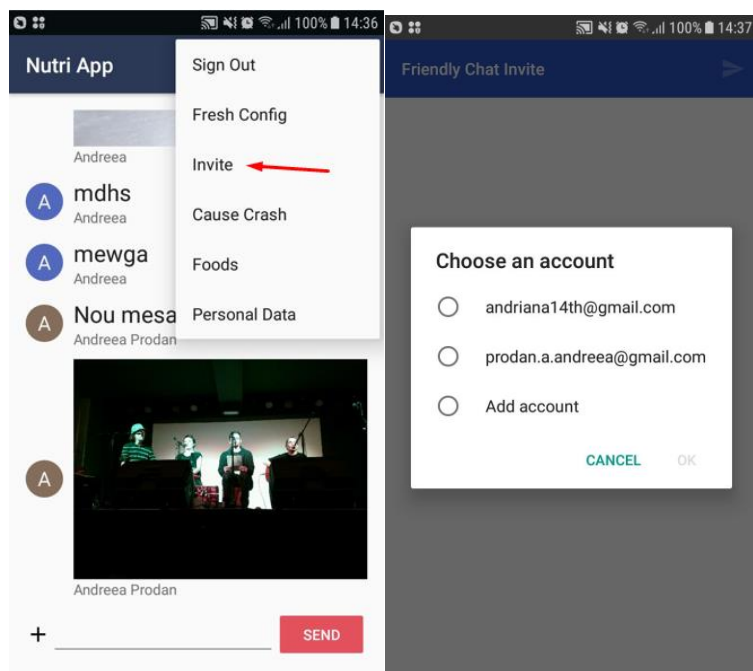 100% 14:36
Nutri App
Sign Out
Fresh Config
Invite
Cause Crash
Foods
Personal Data
Andreea
A
mdhs
Andreea
A
mewga
Andreea
A
Nou mesa
Andreea Prodan
A
Andreea Prodan
+
SEND
100% 14:37
Friendly Chat Invite
Choose an account
andriana14th@gmail.com
prodan.a.andreea@gmail.com
Add account
CANCEL
OK